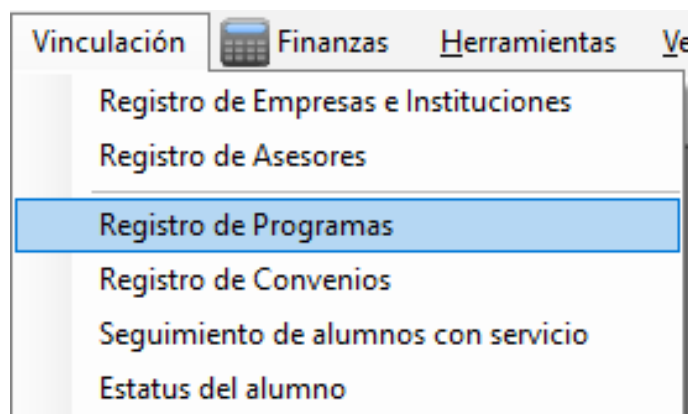 Vinculación Finanzas Herramientas Ve
Registro de Empresas e Instituciones
Registro de Asesores
Registro de Programas
Registro de Convenios
Seguimiento de alumnos con servicio
Estatus del alumno